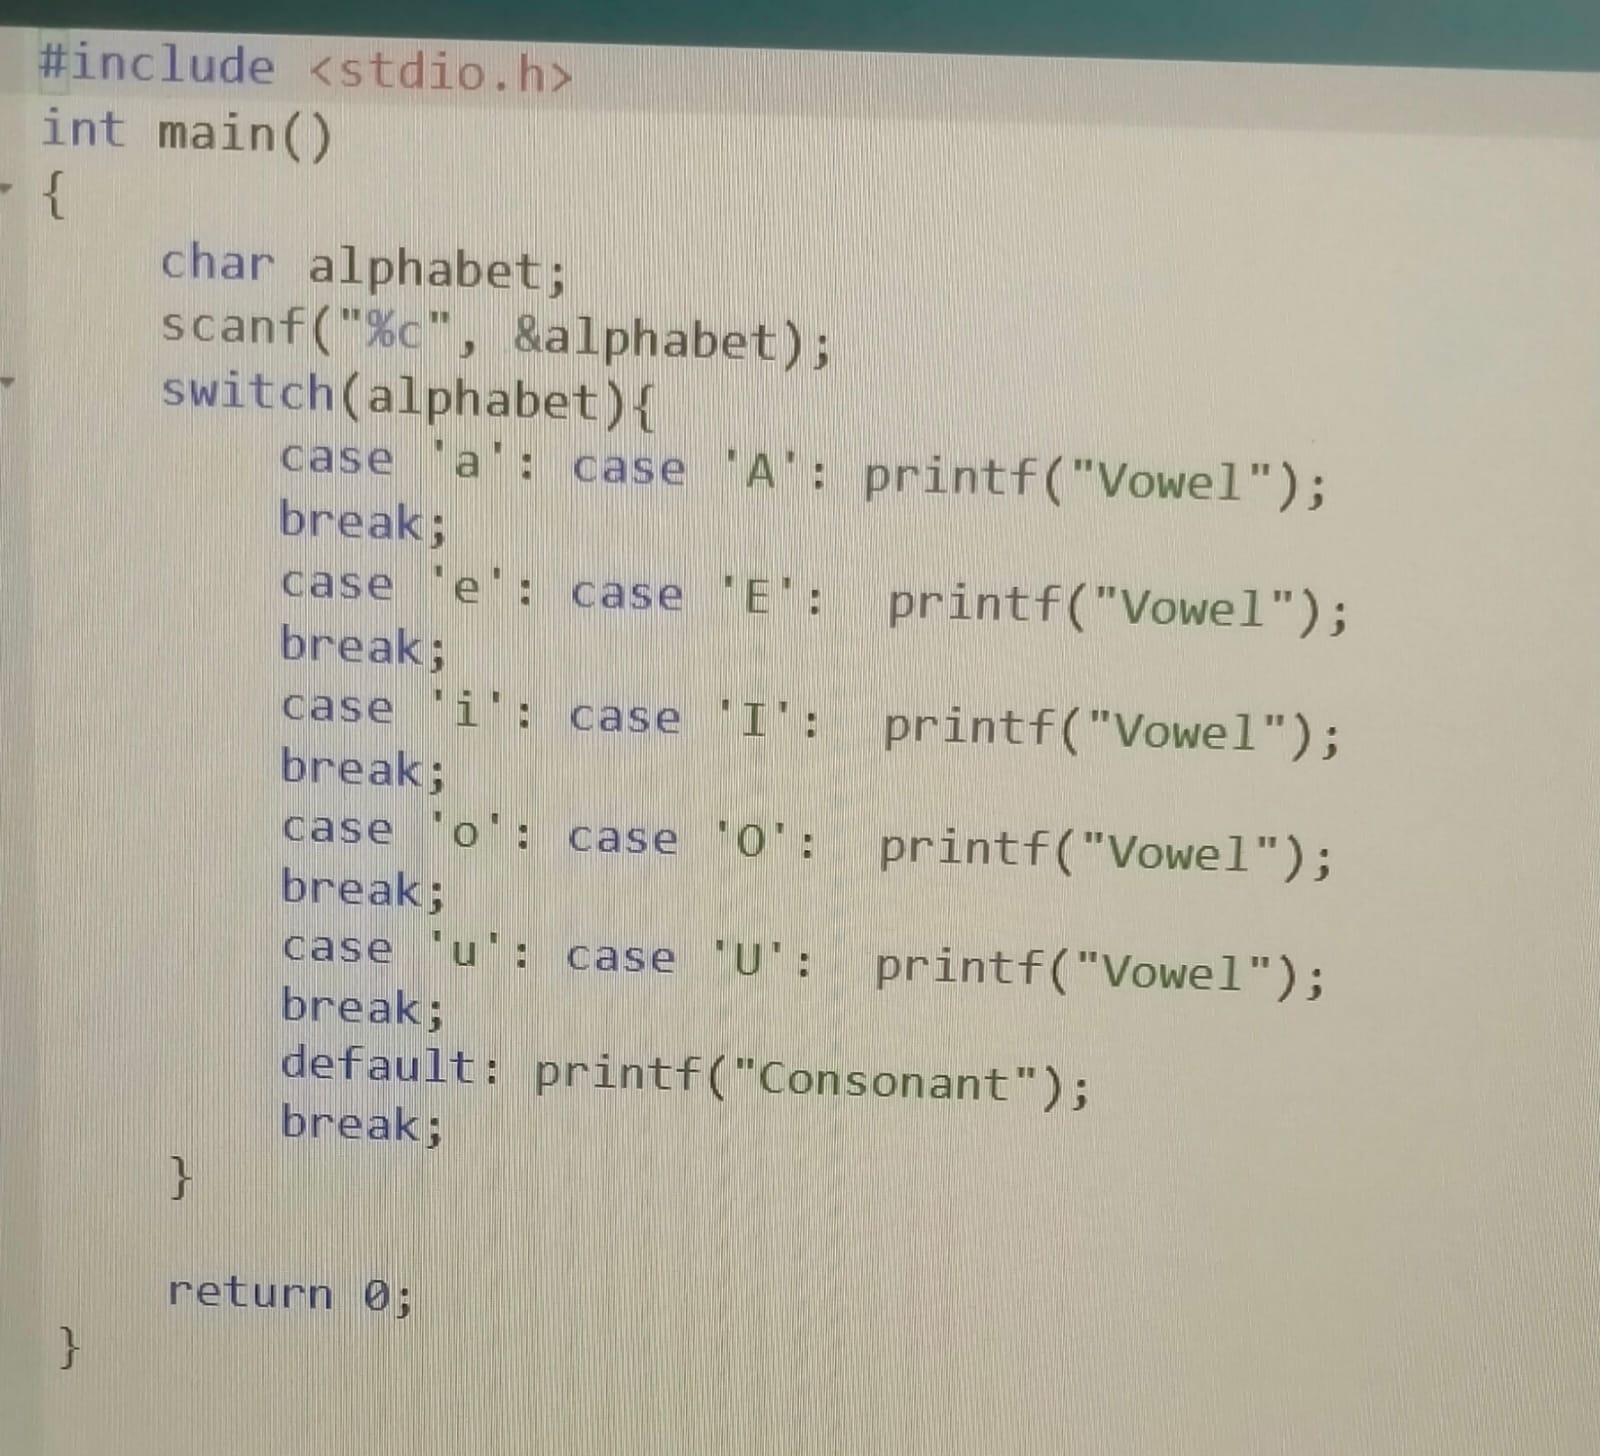 #include <stdio.h>
int main()
{
    char alphabet;
    scanf("%c", &alphabet);
    switch(alphabet){
        case 'a': case 'A': printf("Vowel");
        break;
        case 'e': case 'E':  printf("Vowel");
        break;
        case 'i': case 'I':  printf("Vowel");
        break;
        case 'o': case 'O':  printf("Vowel");
        break;
        case 'u': case 'U':  printf("Vowel");
        break;
        default: printf("Consonant");
        break;
    }
    return 0;
}